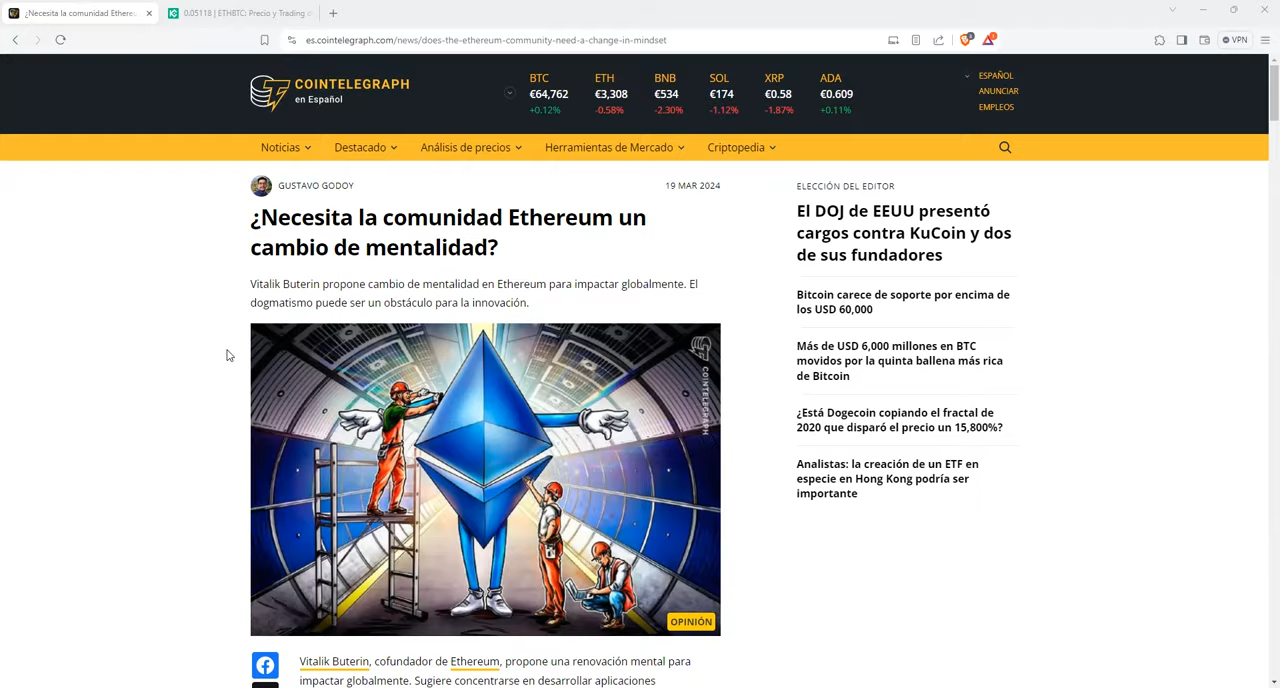 ¿Necesita la comunidad Ethere
0.05118 | ETHBTC: Precio y Trading d
es.cointelegraph.com/news/does-the-ethereum-community-need-a-change-in-mindset
VPN
COINTELEGRAPH
en Español
BTC ETH BNB SOL XRP ADA
€64,762 €3,308 €534 €174 €0.58 €0.609
+0.12% -0.58% -2.30% -1.12% -1.87% +0.11%
ESPAÑOL
ANUNCIAR
EMPLEOS
Noticias Destacado Análisis de precios Herramientas de Mercado Criptopedia
GUSTAVO GODOY
19 MAR 2024
¿Necesita la comunidad Ethereum un
cambio de mentalidad?
Vitalik Buterin propone cambio de mentalidad en Ethereum para impactar globalmente. El
dogmatismo puede ser un obstáculo para la innovación.
COINTELEGRAPH
OPINIÓN
Vitalik Buterin, cofundador de Ethereum, propone una renovación mental para
impactar globalmente. Sugiere concentrarse en desarrollar aplicaciones
ELECCIÓN DEL EDITOR
El DOJ de EEUU presentó
cargos contra KuCoin y dos
de sus fundadores
Bitcoin carece de soporte por encima de
los USD 60,000
Más de USD 6,000 millones en BTC
movidos por la quinta ballena más rica
de Bitcoin
¿Está Dogecoin copiando el fractal de
2020 que disparó el precio un 15,800%?
Analistas: la creación de un ETF en
especie en Hong Kong podría ser
importante